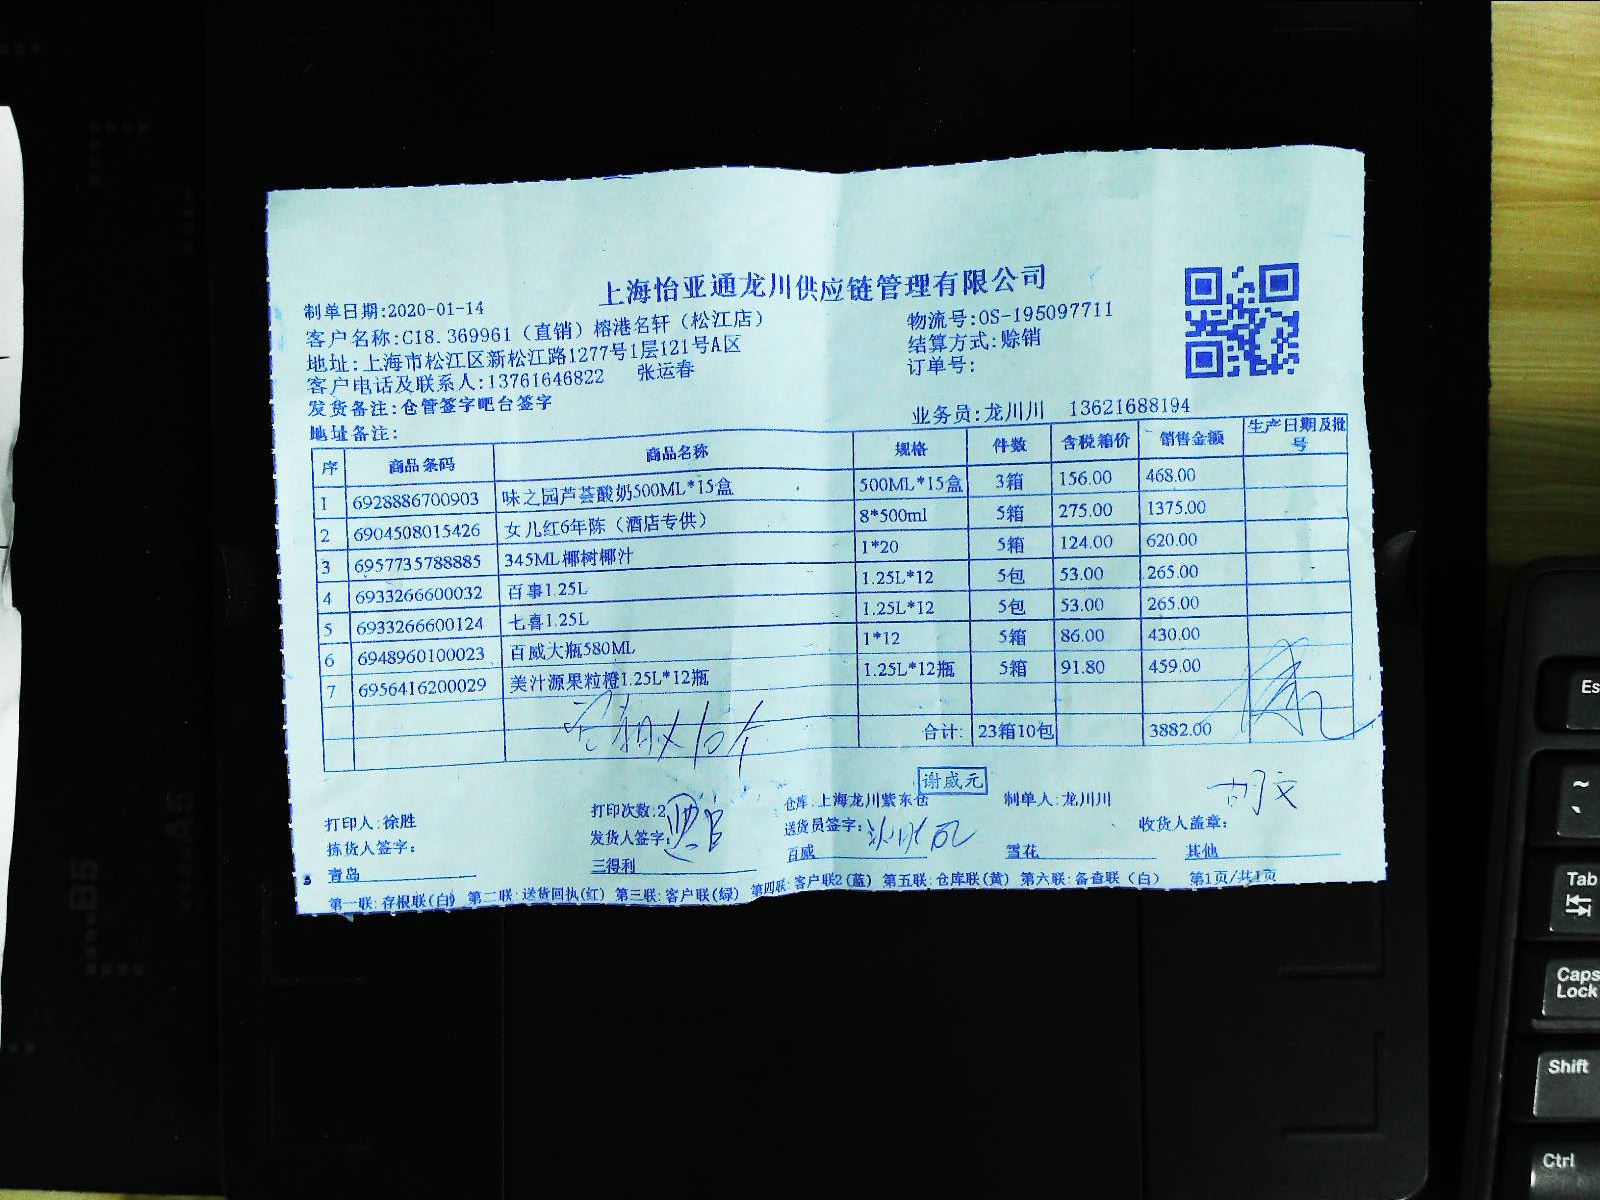 上海怡亚通龙川供应链管理有限公司
制单日期:2020-01-14
客户名称:C18.369961（直销）榕港名轩（松江店）
物流号:OS-195097711
地址:上海市松江区新松江路1277号1层121号A区
结算方式:赊销
客户电话及联系人:13761646822 张运春
订单号:
发货备注:仓管签字吧台签字
业务员:龙川川 13621688194
地址备注:
序 商品条码 商品名称 规格 件数 含税箱价 销售金额 生产日期及批号
1 6928886700903 味之园芦荟酸奶500ML*15盒 500ML*15盒 3箱 156.00 468.00
2 6904508015426 女儿红6年陈（酒店专供） 8*500ml 5箱 275.00 1375.00
3 6957735788885 345ML椰树椰汁 1*20 5箱 124.00 620.00
4 6933266600032 百事1.25L 1.25L*12 5包 53.00 265.00
5 6933266600124 七喜1.25L 1.25L*12 5包 53.00 265.00
6 6948960100023 百威大瓶580ML 1*12 5箱 86.00 430.00
7 6956416200029 美汁源果粒橙1.25L*12瓶 1.25L*12瓶 5箱 91.80 459.00
合计: 23箱10包 3882.00
谢威元
打印人:徐胜 打印次数:2 仓库:上海龙川紫东仓 制单人:龙川川
拣货人签字: 发货人签字: 送货员签字: 收货人盖章:
胡文
青岛 三得利 百威 雪花 其他
第一联:存根联(白) 第二联:送货回执(红) 第三联:客户联(绿) 第四联:客户联2(蓝) 第五联:仓库联(黄) 第六联:备查联（白） 第1页/共1页
B5
A5
Es
~
Tab
Caps
Lock
Shift
Ctrl